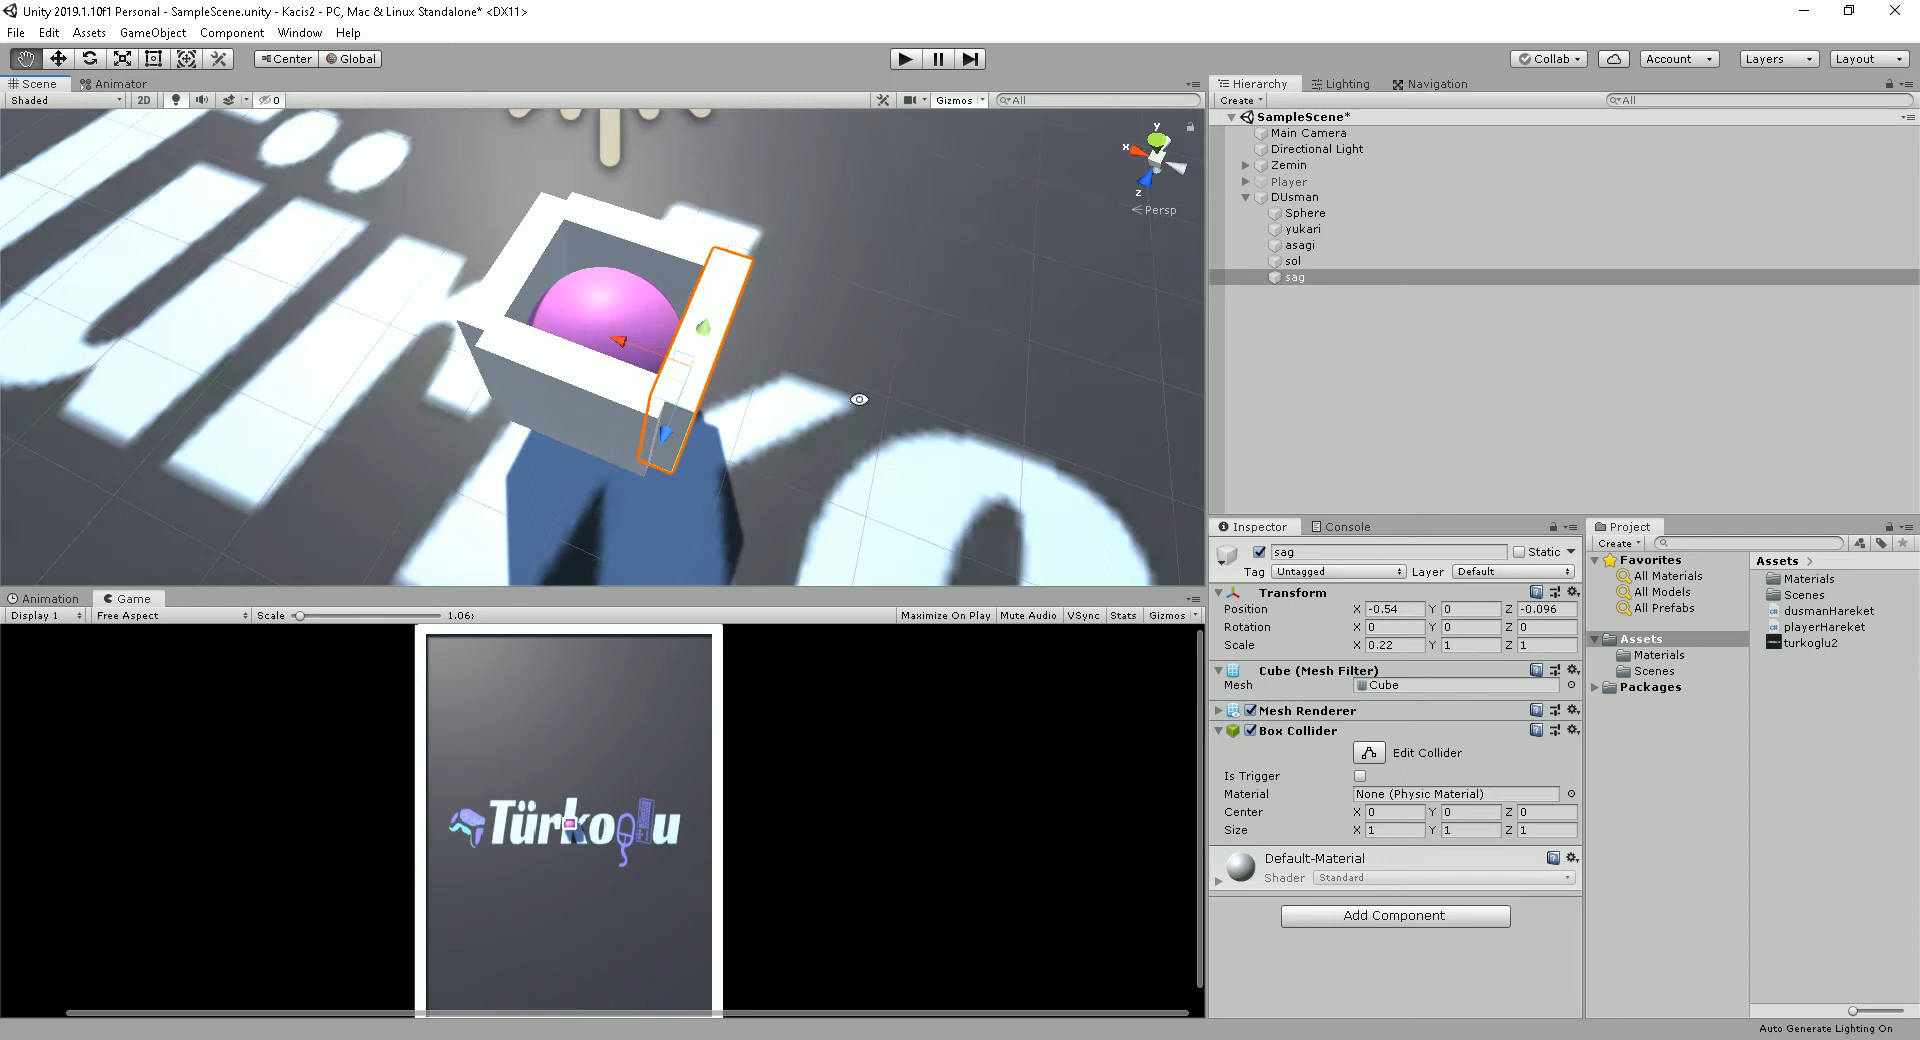 Unity 2019.1.10f1 Personal - SampleScene.unity - Kacis2 - PC, Mac & Linux Standalone* <DX11>
File Edit Assets GameObject Component Window Help
Center Global
Collab Account Layers Layout
Scene Animator
Shaded 2D 0 Gizmos All
y
x
z
Persp
Hierarchy Lighting Navigation
Create All
SampleScene*
Main Camera
Directional Light
Zemin
Player
DUsman
Sphere
yukari
asagi
sol
sag
Animation Game
Display 1 Free Aspect Scale 1.06x Maximize On Play Mute Audio VSync Stats Gizmos
Türkoglu
Inspector Console
sag Static
Tag Untagged Layer Default
Transform
Position X -0.54 Y 0 Z -0.096
Rotation X 0 Y 0 Z 0
Scale X 0.22 Y 1 Z 1
Cube (Mesh Filter)
Mesh Cube
Mesh Renderer
Box Collider
Edit Collider
Is Trigger
Material None (Physic Material)
Center X 0 Y 0 Z 0
Size X 1 Y 1 Z 1
Default-Material
Shader Standard
Add Component
Project
Create
Favorites
All Materials
All Models
All Prefabs
Assets
Materials
Scenes
Packages
Assets
Materials
Scenes
dusmanHareket
playerHareket
turkoglu2
Auto Generate Lighting On